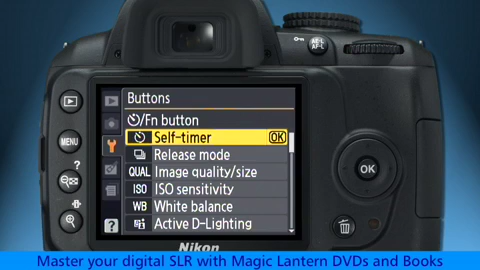 AE-L
AF-L
Buttons
/Fn button
Self-timer OK
MENU
Release mode
QUAL Image quality/size
OK
?
ISO ISO sensitivity
WB White balance
? Active D-Lighting
Nikon
Master your digital SLR with Magic Lantern DVDs and Books